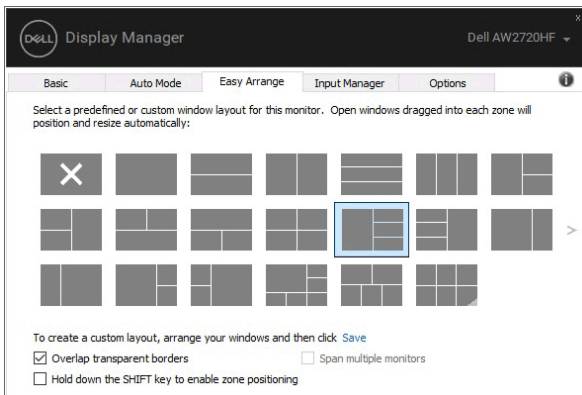 DELL Display Manager
Dell AW2720HF
x
Basic Auto Mode Easy Arrange Input Manager Options
Select a predefined or custom window layout for this monitor. Open windows dragged into each zone will
position and resize automatically:
>
To create a custom layout, arrange your windows and then click Save
Overlap transparent borders Span multiple monitors
Hold down the SHIFT key to enable zone positioning